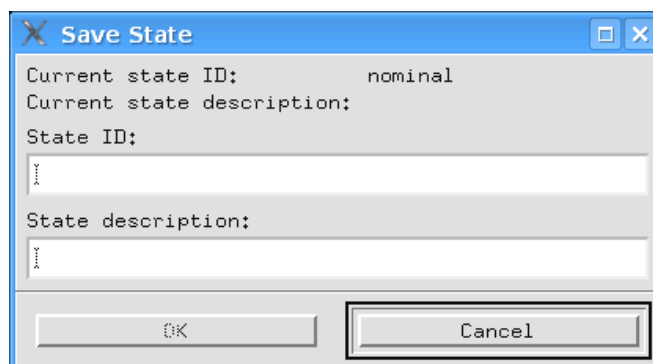 Save State
Current state ID: nominal
Current state description:
State ID:
State description:
OK Cancel